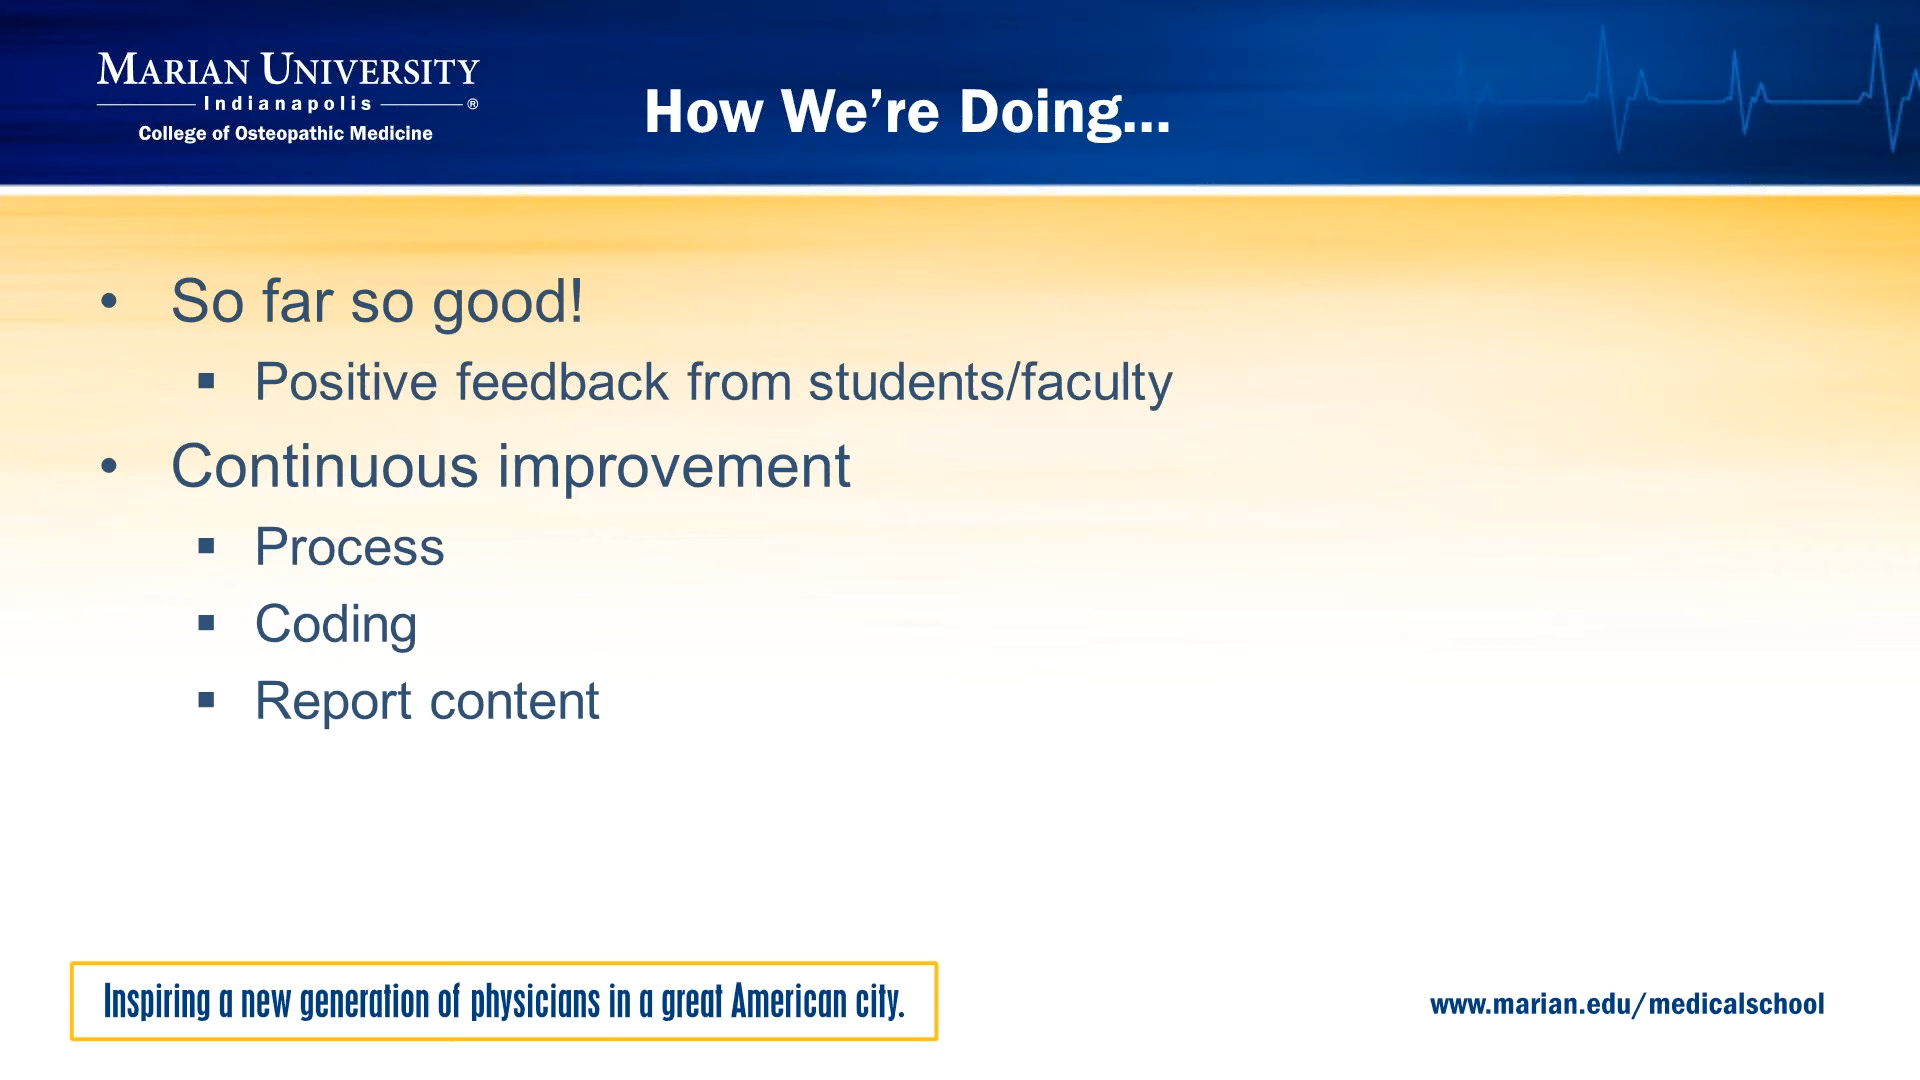 MARIAN UNIVERSITY
Indianapolis ®
College of Osteopathic Medicine
How We’re Doing...
• So far so good!
▪ Positive feedback from students/faculty
• Continuous improvement
▪ Process
▪ Coding
▪ Report content
Inspiring a new generation of physicians in a great American city.
www.marian.edu/medicalschool